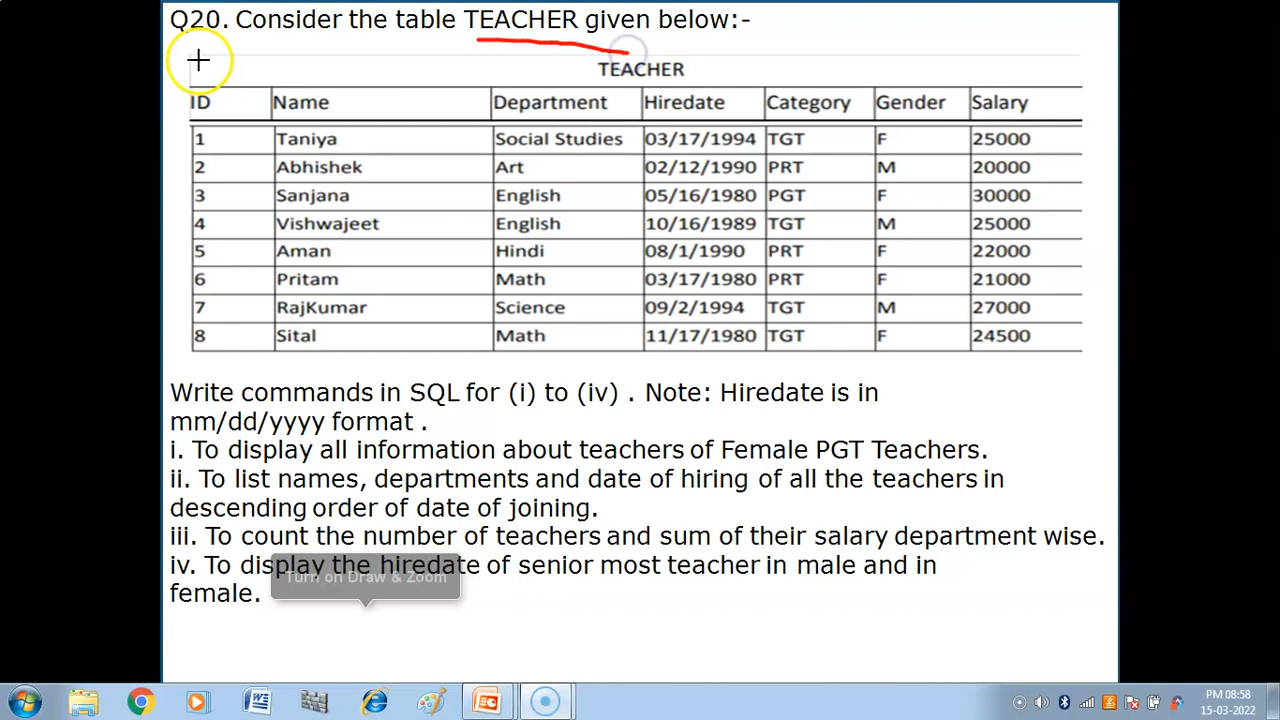 Q20. Consider the table TEACHER given below:-
TEACHER
ID Name Department Hiredate Category Gender Salary
1 Taniya Social Studies 03/17/1994 TGT F 25000
2 Abhishek Art 02/12/1990 PRT M 20000
3 Sanjana English 05/16/1980 PGT F 30000
4 Vishwajeet English 10/16/1989 TGT M 25000
5 Aman Hindi 08/1/1990 PRT F 22000
6 Pritam Math 03/17/1980 PRT F 21000
7 RajKumar Science 09/2/1994 TGT M 27000
8 Sital Math 11/17/1980 TGT F 24500
Write commands in SQL for (i) to (iv) . Note: Hiredate is in
mm/dd/yyyy format .
i. To display all information about teachers of Female PGT Teachers.
ii. To list names, departments and date of hiring of all the teachers in
descending order of date of joining.
iii. To count the number of teachers and sum of their salary department wise.
iv. To display the hiredate of senior most teacher in male and in
female.
Turn on Draw & Zoom
PM 08:58
15-03-2022